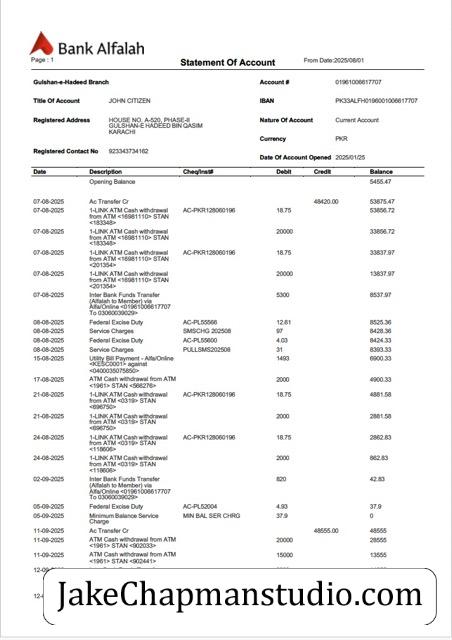 Bank Alfalah
Page : 1
Statement Of Account
From Date:2025/08/01
Gulshan-e-Hadeed Branch
Account # 01961006617707
Title Of Account JOHN CITIZEN
IBAN PK33ALFH0196001006617707
Registered Address HOUSE NO. A-520, PHASE-II
GULSHAN-E HADEED BIN QASIM
KARACHI
Nature Of Account Current Account
Currency PKR
Registered Contact No 923343734162
Date Of Account Opened 2025/01/25
Date Description Cheq/Inst# Debit Credit Balance
Opening Balance 5455.47
07-08-2025 Ac Transfer Cr 48420.00 53875.47
07-08-2025 1-LINK ATM Cash withdrawal AC-PKR128060196 18.75 53856.72
from ATM <16981110> STAN
<183348>
07-08-2025 1-LINK ATM Cash withdrawal 20000 33856.72
from ATM <16981110> STAN
<183348>
07-08-2025 1-LINK ATM Cash withdrawal AC-PKR128060196 18.75 33837.97
from ATM <16981110> STAN
<201354>
07-08-2025 1-LINK ATM Cash withdrawal 20000 13837.97
from ATM <16981110> STAN
<201354>
07-08-2025 Inter Bank Funds Transfer 5300 8537.97
(Alfalah to Member) via
Alfa/Online <01961006617707
To 03060039029>
08-08-2025 Federal Excise Duty AC-PL55566 12.61 8525.36
08-08-2025 Service Charges SMSCHG 202508 97 8428.36
08-08-2025 Federal Excise Duty AC-PL55600 4.03 8424.33
08-08-2025 Service Charges PULLSMS202508 31 8393.33
15-08-2025 Utility Bill Payment - Alfa/Online 1493 6900.33
<KESC0001> against
<0400035075850>
17-08-2025 ATM Cash withdrawal from ATM 2000 4900.33
<1961> STAN <566276>
21-08-2025 1-LINK ATM Cash withdrawal AC-PKR128060196 18.75 4881.58
from ATM <0319> STAN
<696750>
21-08-2025 1-LINK ATM Cash withdrawal 2000 2881.58
from ATM <0319> STAN
<696750>
24-08-2025 1-LINK ATM Cash withdrawal AC-PKR128060196 18.75 2862.83
from ATM <0319> STAN
<118606>
24-08-2025 1-LINK ATM Cash withdrawal 2000 862.83
from ATM <0319> STAN
<118606>
02-09-2025 Inter Bank Funds Transfer 820 42.83
(Alfalah to Member) via
Alfa/Online <01961006617707
To 03060039029>
05-09-2025 Federal Excise Duty AC-PL52004 4.93 37.9
05-09-2025 Minimum Balance Service MIN BAL SER CHRG 37.9 0
Charge
11-09-2025 Ac Transfer Cr 48555.00 48555
11-09-2025 ATM Cash withdrawal from ATM 20000 28555
<1961> STAN <902033>
11-09-2025 ATM Cash withdrawal from ATM 15000 13555
<1961> STAN <902441>
JakeChapmanstudio.com